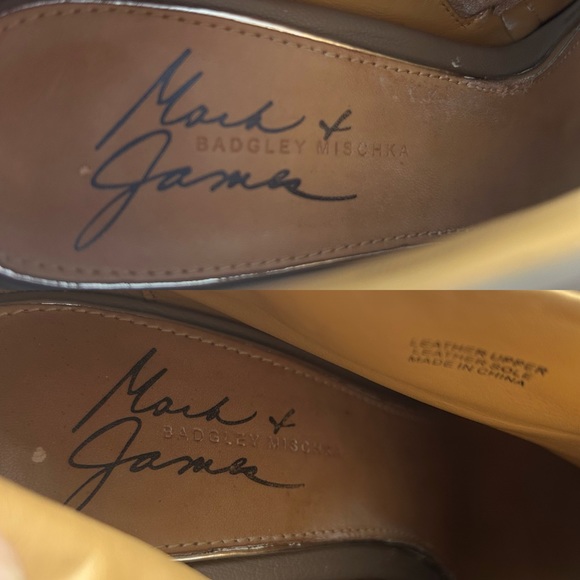 Mark +
BADGLEY MISCHKA
James
Mark +
BADGLEY MISCHKA
James
LEATHER UPPER
LEATHER SOLE
MADE IN CHINA